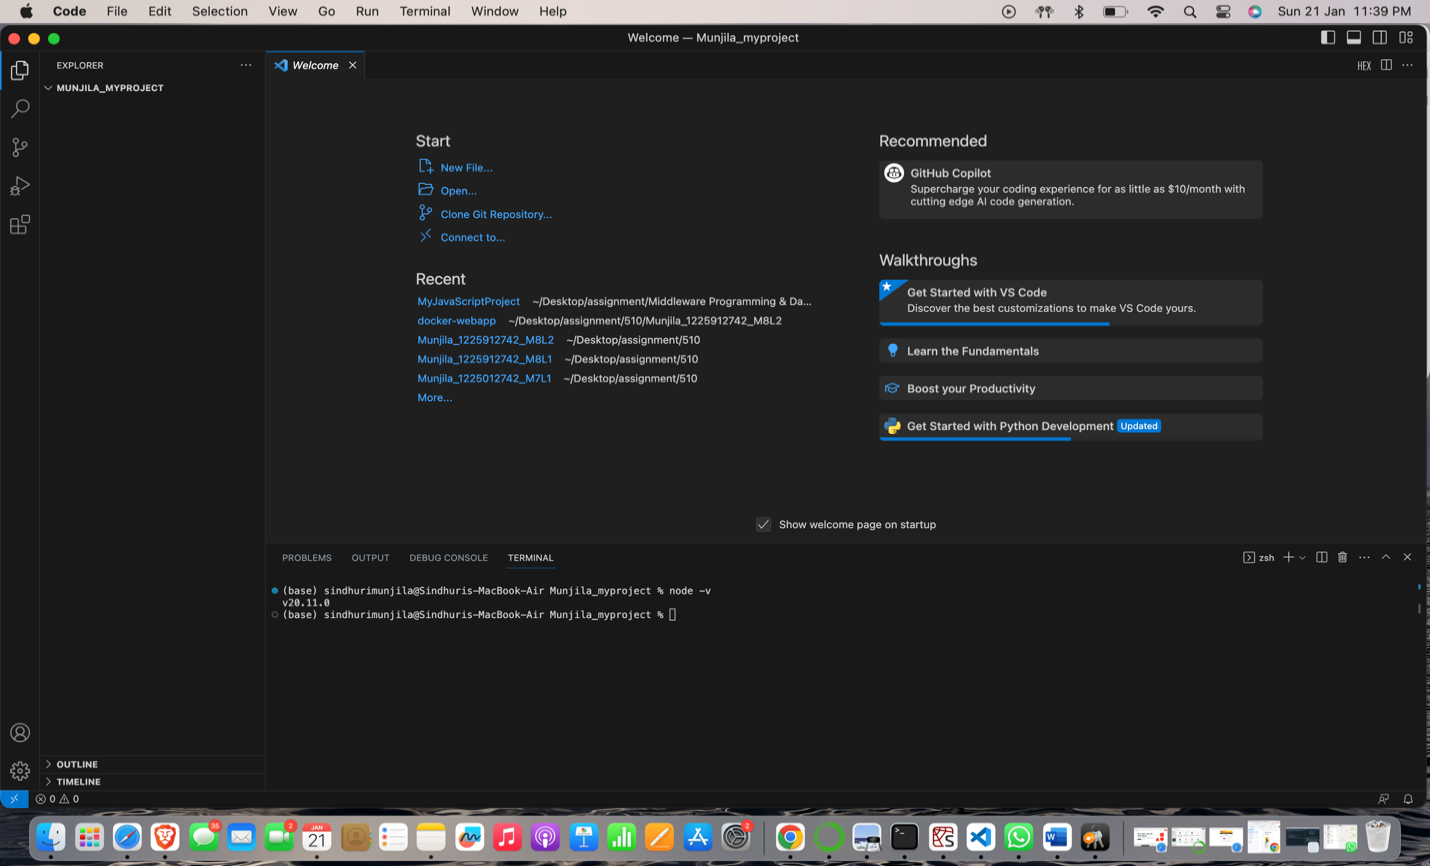 Code File Edit Selection View Go Run Terminal Window Help Sun 21 Jan 11:39 PM
Welcome — Munjila_myproject
EXPLORER
MUNJILA_MYPROJECT
Welcome
HEX
Start
New File...
Open...
Clone Git Repository...
Connect to...
Recent
MyJavaScriptProject ~/Desktop/assignment/Middleware Programming & Da...
docker-webapp ~/Desktop/assignment/510/Munjila_1225912742_M8L2
Munjila_1225912742_M8L2 ~/Desktop/assignment/510
Munjila_1225912742_M8L1 ~/Desktop/assignment/510
Munjila_1225012742_M7L1 ~/Desktop/assignment/510
More...
Recommended
GitHub Copilot
Supercharge your coding experience for as little as $10/month with
cutting edge AI code generation.
Walkthroughs
Get Started with VS Code
Discover the best customizations to make VS Code yours.
Learn the Fundamentals
Boost your Productivity
Get Started with Python Development Updated
Show welcome page on startup
PROBLEMS OUTPUT DEBUG CONSOLE TERMINAL zsh
(base) sindhurimunjila@Sindhuris-MacBook-Air Munjila_myproject % node -v
v20.11.0
(base) sindhurimunjila@Sindhuris-MacBook-Air Munjila_myproject %
OUTLINE
TIMELINE
0 0
35
2
JAN
21
2